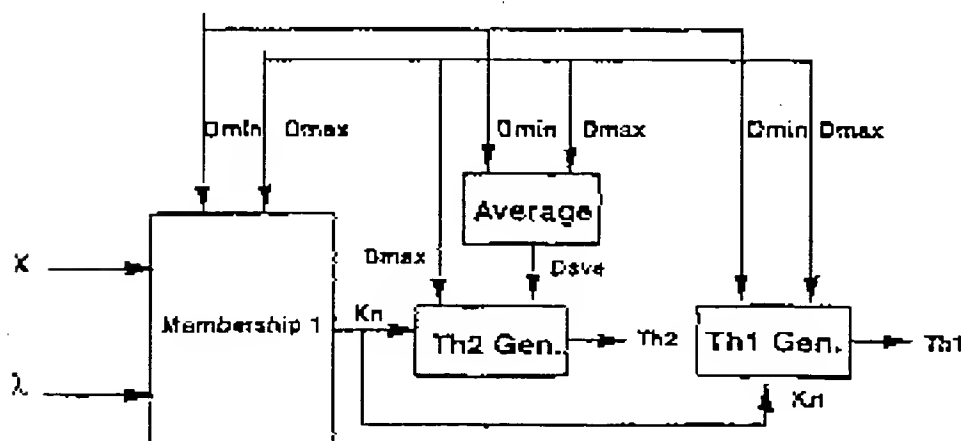 Dmin Dmax Dmin Dmax Dmin Dmax
Average
X
Dmax Dave
Kn
Membership 1
Th2 Gen.
Th2
Th1 Gen.
Th1
λ
Kn